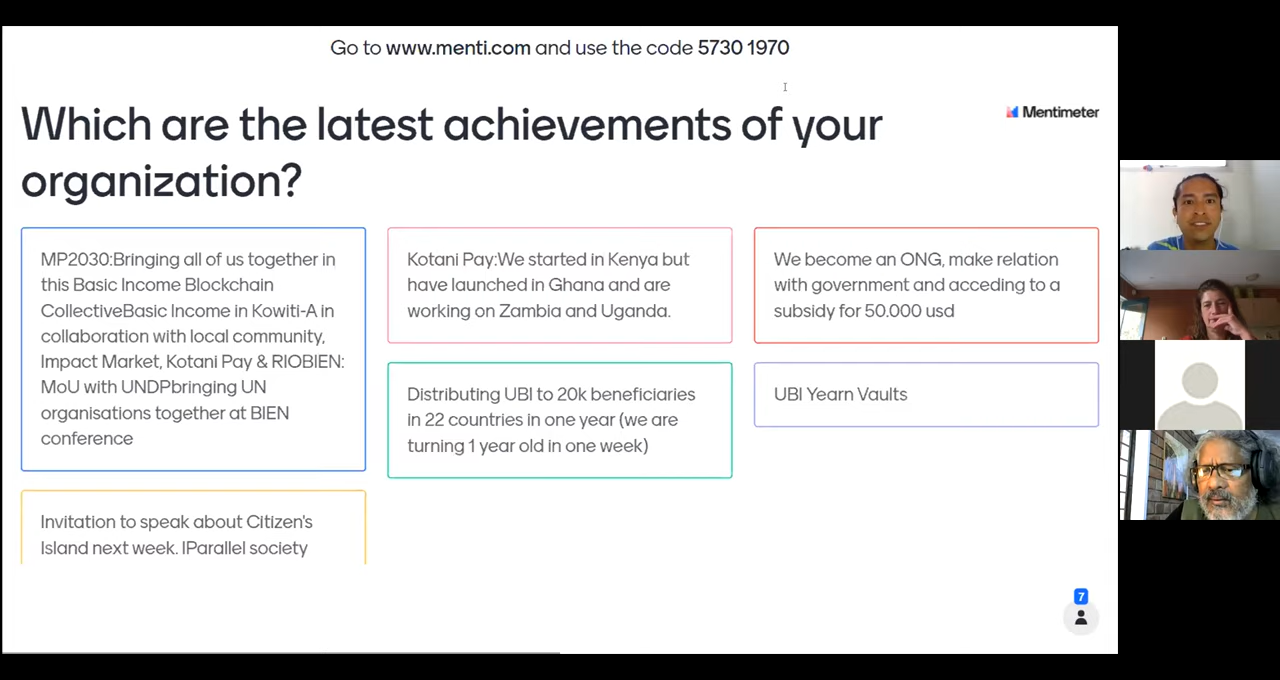 Go to www.menti.com and use the code 5730 1970
Mentimeter
Which are the latest achievements of your
organization?
MP2030:Bringing all of us together in
this Basic Income Blockchain
CollectiveBasic Income in Kowiti-A in
collaboration with local community,
Impact Market, Kotani Pay & RIOBIEN:
MoU with UNDPbringing UN
organisations together at BIEN
conference
Invitation to speak about Citizen's
Island next week. IParallel society
Kotani Pay:We started in Kenya but
have launched in Ghana and are
working on Zambia and Uganda.
Distributing UBI to 20k beneficiaries
in 22 countries in one year (we are
turning 1 year old in one week)
We become an ONG, make relation
with government and acceding to a
subsidy for 50.000 usd
UBI Yearn Vaults
7